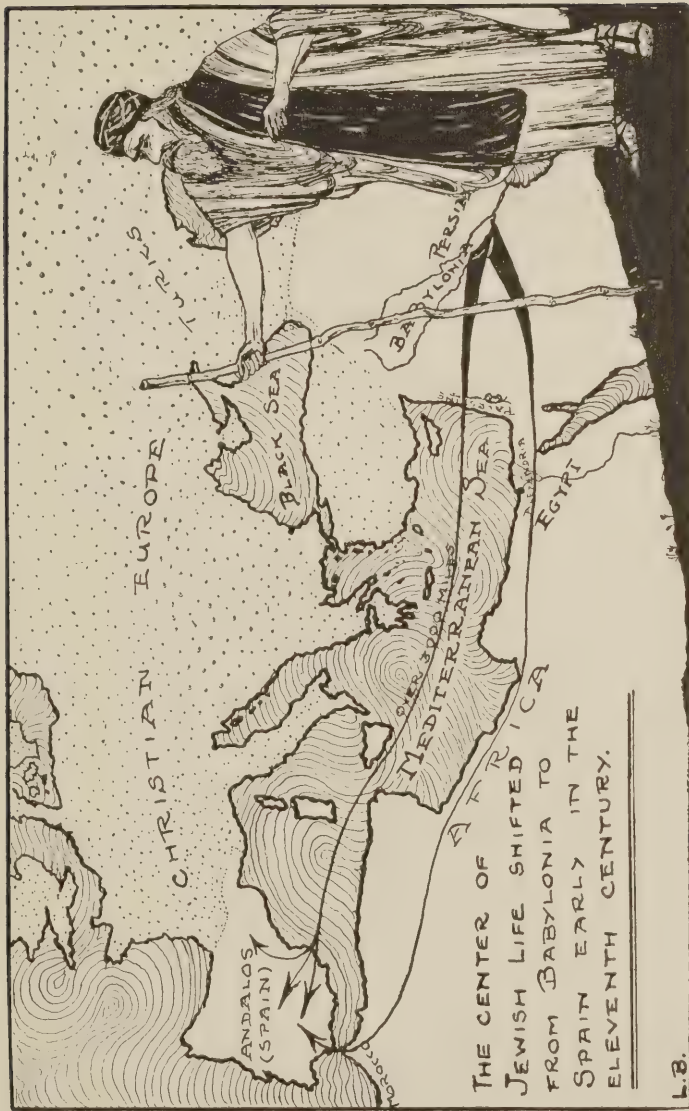 TURKS
CHRISTIAN EUROPE
BLACK SEA
PERSIA
BABYLONIA
ANDALOS
(SPAIN)
OVER 3000 MILES
MEDITERRANEAN SEA
EGYPT
AFRICA
MOROCCO
THE CENTER OF
JEWISH LIFE SHIFTED
FROM BABYLONIA TO
SPAIN EARLY IN THE
ELEVENTH CENTURY.
L.B.